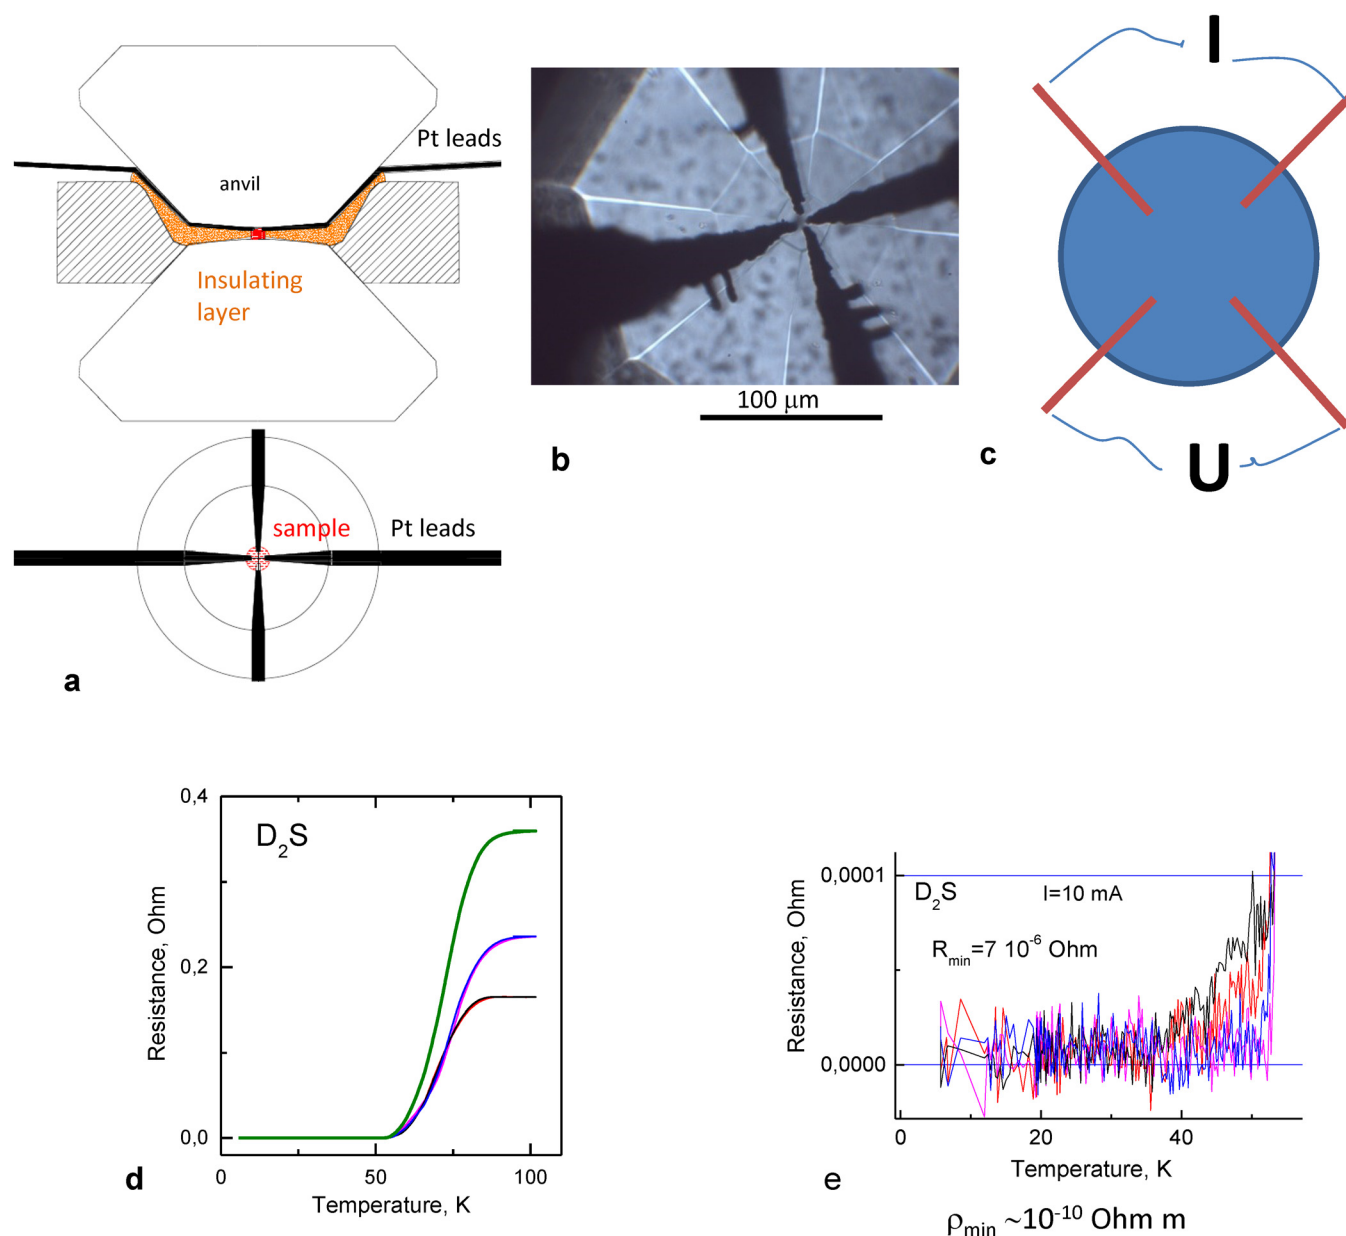 Pt leads
anvil
Insulating
layer
sample
Pt leads
a
100 μm
b
I
U
c
D₂S
Resistance, Ohm
0,4
0,2
0,0
0
50
100
Temperature, K
d
D₂S
I=10 mA
Rₘᵢₙ=7 10⁻⁶ Ohm
Resistance, Ohm
0,0001
0,0000
0
20
40
Temperature, K
e
ρₘᵢₙ ~10⁻¹⁰ Ohm m